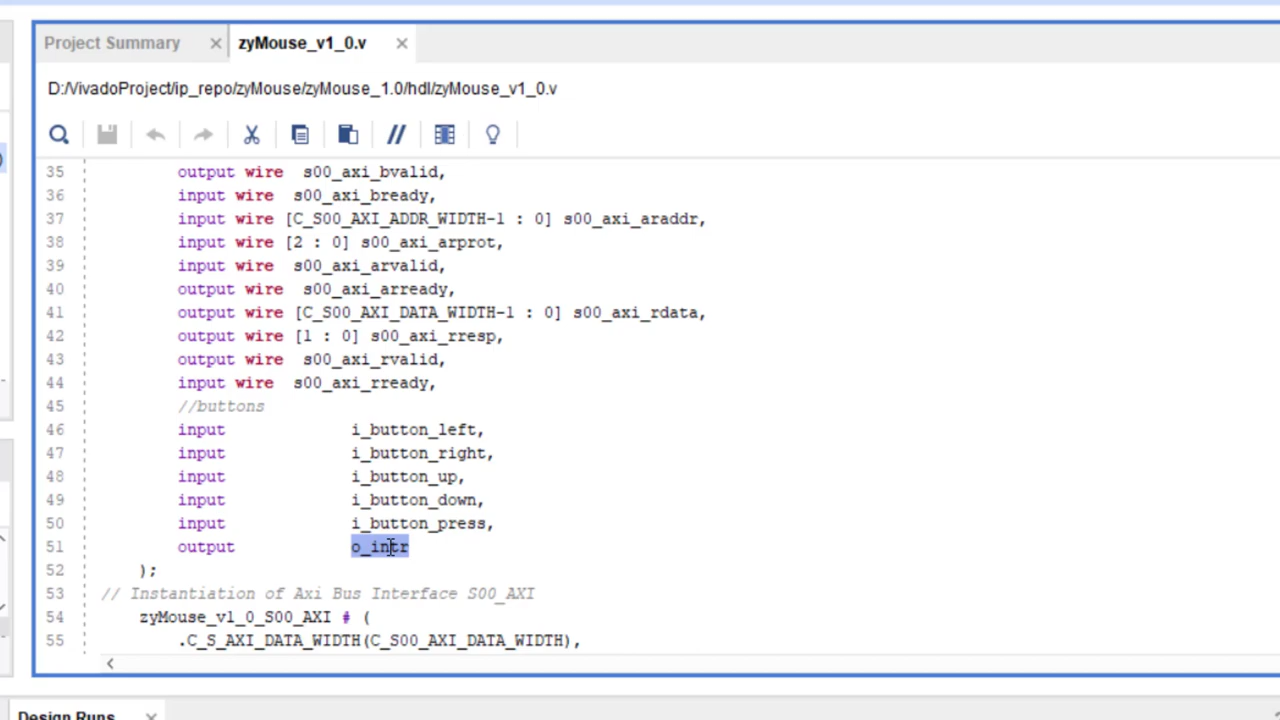 Project Summary × zyMouse_v1_0.v ×
D:/VivadoProject/ip_repo/zyMouse/zyMouse_1.0/hdl/zyMouse_v1_0.v
35 output wire  s00_axi_bvalid,
36 input wire  s00_axi_bready,
37 input wire [C_S00_AXI_ADDR_WIDTH-1 : 0] s00_axi_araddr,
38 input wire [2 : 0] s00_axi_arprot,
39 input wire  s00_axi_arvalid,
40 output wire  s00_axi_arready,
41 output wire [C_S00_AXI_DATA_WIDTH-1 : 0] s00_axi_rdata,
42 output wire [1 : 0] s00_axi_rresp,
43 output wire  s00_axi_rvalid,
44 input wire  s00_axi_rready,
45 //buttons
46 input i_button_left,
47 input i_button_right,
48 input i_button_up,
49 input i_button_down,
50 input i_button_press,
51 output o_intr
52 );
53 // Instantiation of Axi Bus Interface S00_AXI
54 zyMouse_v1_0_S00_AXI # (
55 .C_S_AXI_DATA_WIDTH(C_S00_AXI_DATA_WIDTH),
Design Runs ×